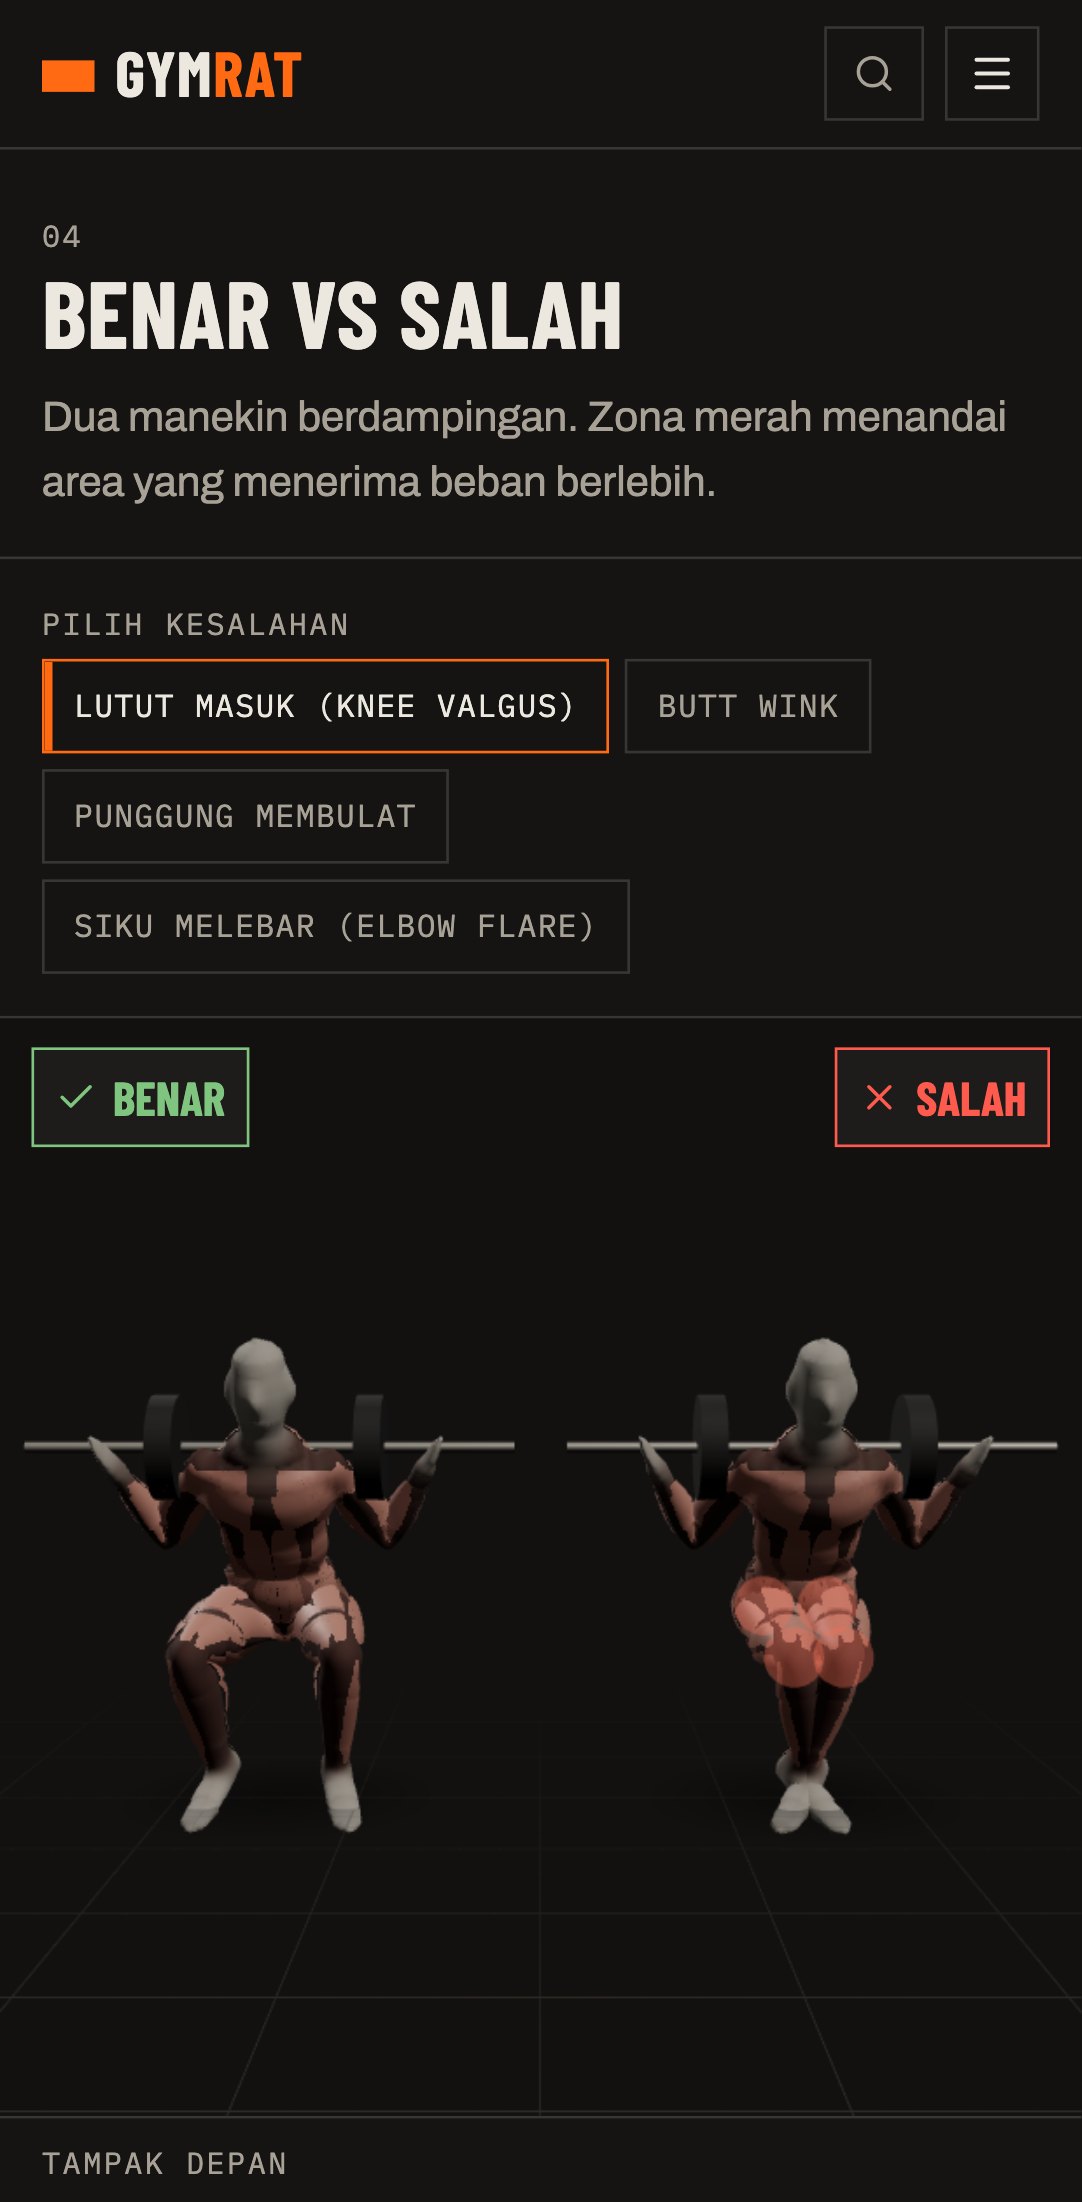 GYMRAT
04
BENAR VS SALAH
Dua manekin berdampingan. Zona merah menandai
area yang menerima beban berlebih.
PILIH KESALAHAN
LUTUT MASUK (KNEE VALGUS)
BUTT WINK
PUNGGUNG MEMBULAT
SIKU MELEBAR (ELBOW FLARE)
BENAR
SALAH
TAMPAK DEPAN